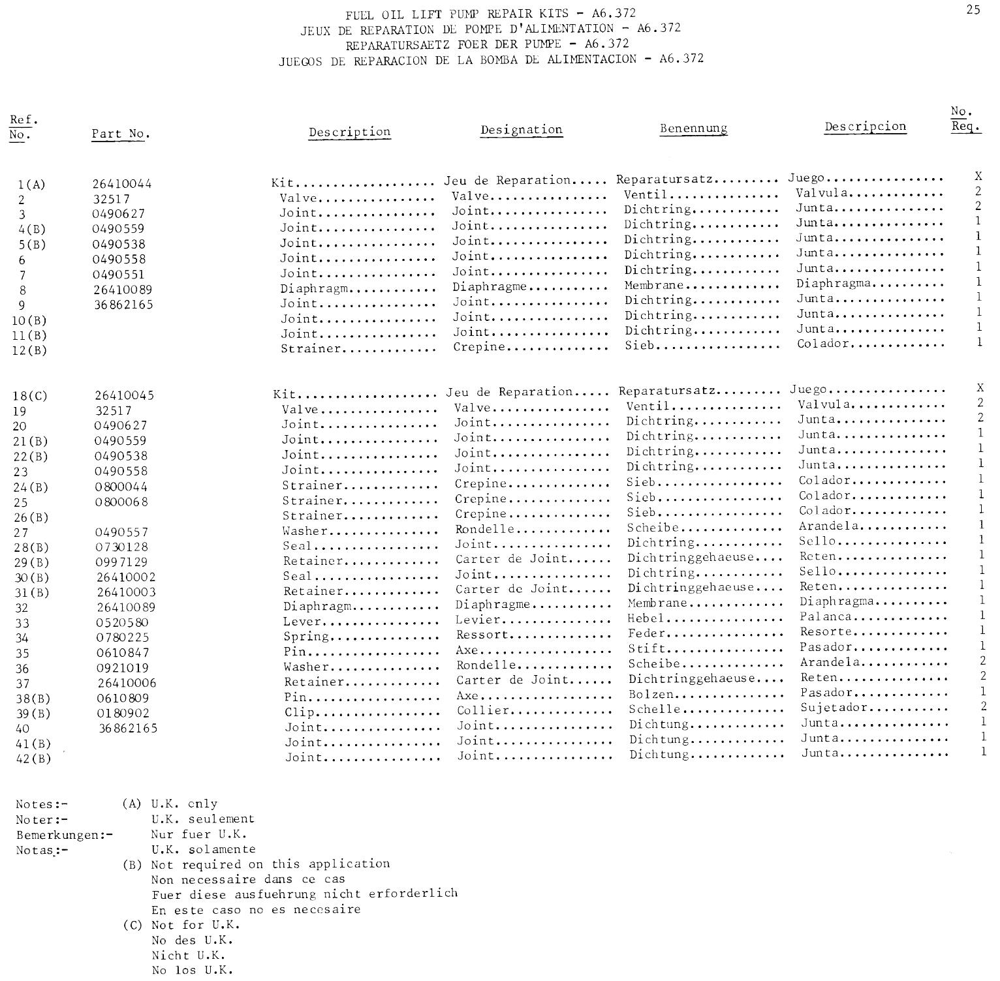 25
FUEL OIL LIFT PUMP REPAIR KITS - A6.372
JEUX DE REPARATION DE POMPE D'ALIMENTATION - A6.372
REPARATURSAETZ FOER DER PUMPE - A6.372
JUEGOS DE REPARACION DE LA BOMBA DE ALIMENTACION - A6.372
Ref. No. Part No. Description Designation Benennung Descripcion No. Req.
1(A) 26410044 Kit................... Jeu de Reparation..... Reparatursatz......... Juego................ X
2 32517 Valve................ Valve................ Ventil............... Valvula............. 2
3 0490627 Joint................ Joint................ Dichtring............ Junta............... 2
4(B) 0490559 Joint................ Joint................ Dichtring............ Junta............... 1
5(B) 0490538 Joint................ Joint................ Dichtring............ Junta............... 1
6 0490558 Joint................ Joint................ Dichtring............ Junta............... 1
7 0490551 Joint................ Joint................ Dichtring............ Junta............... 1
8 26410089 Diaphragm............ Diaphragme........... Membrane............. Diaphragma.......... 1
9 36862165 Joint................ Joint................ Dichtring............ Junta............... 1
10(B) Joint................ Joint................ Dichtring............ Junta............... 1
11(B) Joint................ Joint................ Dichtring............ Junta............... 1
12(B) Strainer............. Crepine.............. Sieb................. Colador............. 1
18(C) 26410045 Kit................... Jeu de Reparation..... Reparatursatz......... Juego................ X
19 32517 Valve................ Valve................ Ventil............... Valvula............. 2
20 0490627 Joint................ Joint................ Dichtring............ Junta............... 2
21(B) 0490559 Joint................ Joint................ Dichtring............ Junta............... 1
22(B) 0490538 Joint................ Joint................ Dichtring............ Junta............... 1
23 0490558 Joint................ Joint................ Dichtring............ Junta............... 1
24(B) 0800044 Strainer............. Crepine.............. Sieb................. Colador............. 1
25 0800068 Strainer............. Crepine.............. Sieb................. Colador............. 1
26(B) Strainer............. Crepine.............. Sieb................. Colador............. 1
27 0490557 Washer............... Rondelle............. Scheibe.............. Arandela............ 1
28(B) 0730128 Seal................. Joint................ Dichtring............ Sello............... 1
29(B) 0997129 Retainer............. Carter de Joint...... Dichtringgehaeuse.... Reten............... 1
30(B) 26410002 Seal................. Joint................ Dichtring............ Sello............... 1
31(B) 26410003 Retainer............. Carter de Joint...... Dichtringgehaeuse.... Reten............... 1
32 26410089 Diaphragm............ Diaphragme........... Membrane............. Diaphragma.......... 1
33 0520580 Lever................ Levier............... Hebel................ Palanca............. 1
34 0780225 Spring............... Ressort.............. Feder................ Resorte............. 1
35 0610847 Pin.................. Axe.................. Stift................ Pasador............. 1
36 0921019 Washer............... Rondelle............. Scheibe.............. Arandela............ 2
37 26410006 Retainer............. Carter de Joint...... Dichtringgehaeuse.... Reten............... 2
38(B) 0610809 Pin.................. Axe.................. Bolzen............... Pasador............. 1
39(B) 0180902 Clip................. Collier.............. Schelle.............. Sujetador........... 2
40 36862165 Joint................ Joint................ Dichtung............. Junta............... 1
41(B) Joint................ Joint................ Dichtung............. Junta............... 1
42(B) Joint................ Joint................ Dichtung............. Junta............... 1
Notes:- (A) U.K. only
Noter:- U.K. seulement
Bemerkungen:- Nur fuer U.K.
Notas:- U.K. solamente
(B) Not required on this application
Non necessaire dans ce cas
Fuer diese ausfuehrung nicht erforderlich
En este caso no es necesaire
(C) Not for U.K.
No des U.K.
Nicht U.K.
No los U.K.